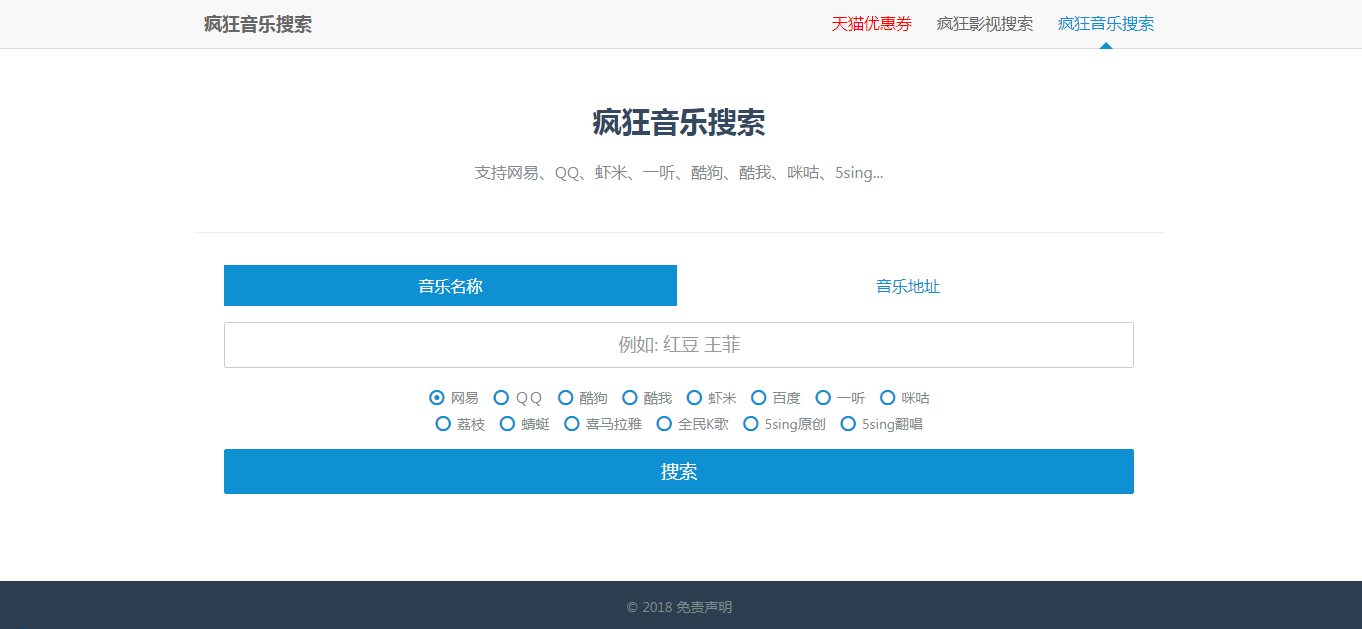 疯狂音乐搜索 天猫优惠券 疯狂影视搜索 疯狂音乐搜索
疯狂音乐搜索
支持网易、QQ、虾米、一听、酷狗、酷我、咪咕、5sing...
音乐名称 音乐地址
例如: 红豆 王菲
网易 ＱＱ 酷狗 酷我 虾米 百度 一听 咪咕
荔枝 蜻蜓 喜马拉雅 全民K歌 5sing原创 5sing翻唱
搜索
© 2018 免责声明